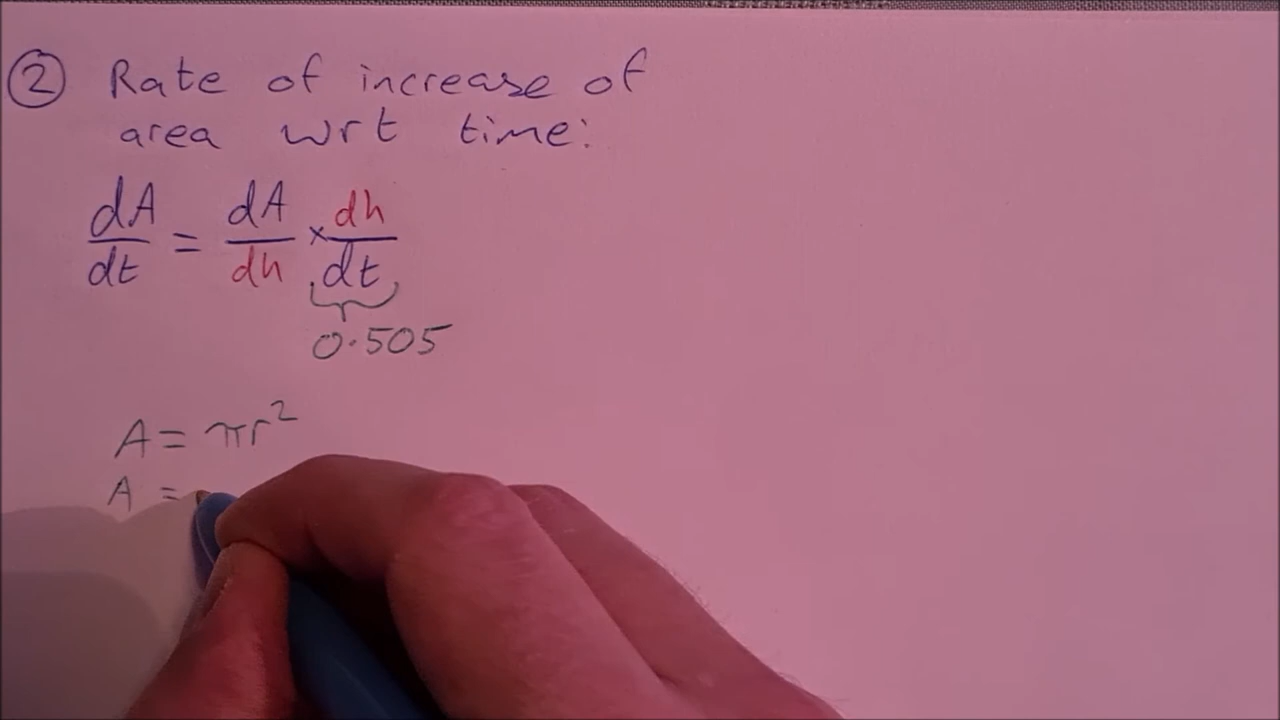 ② Rate of increase of
area wrt time:
dA/dt = dA/dh × dh/dt
0.505
A = πr²
A =